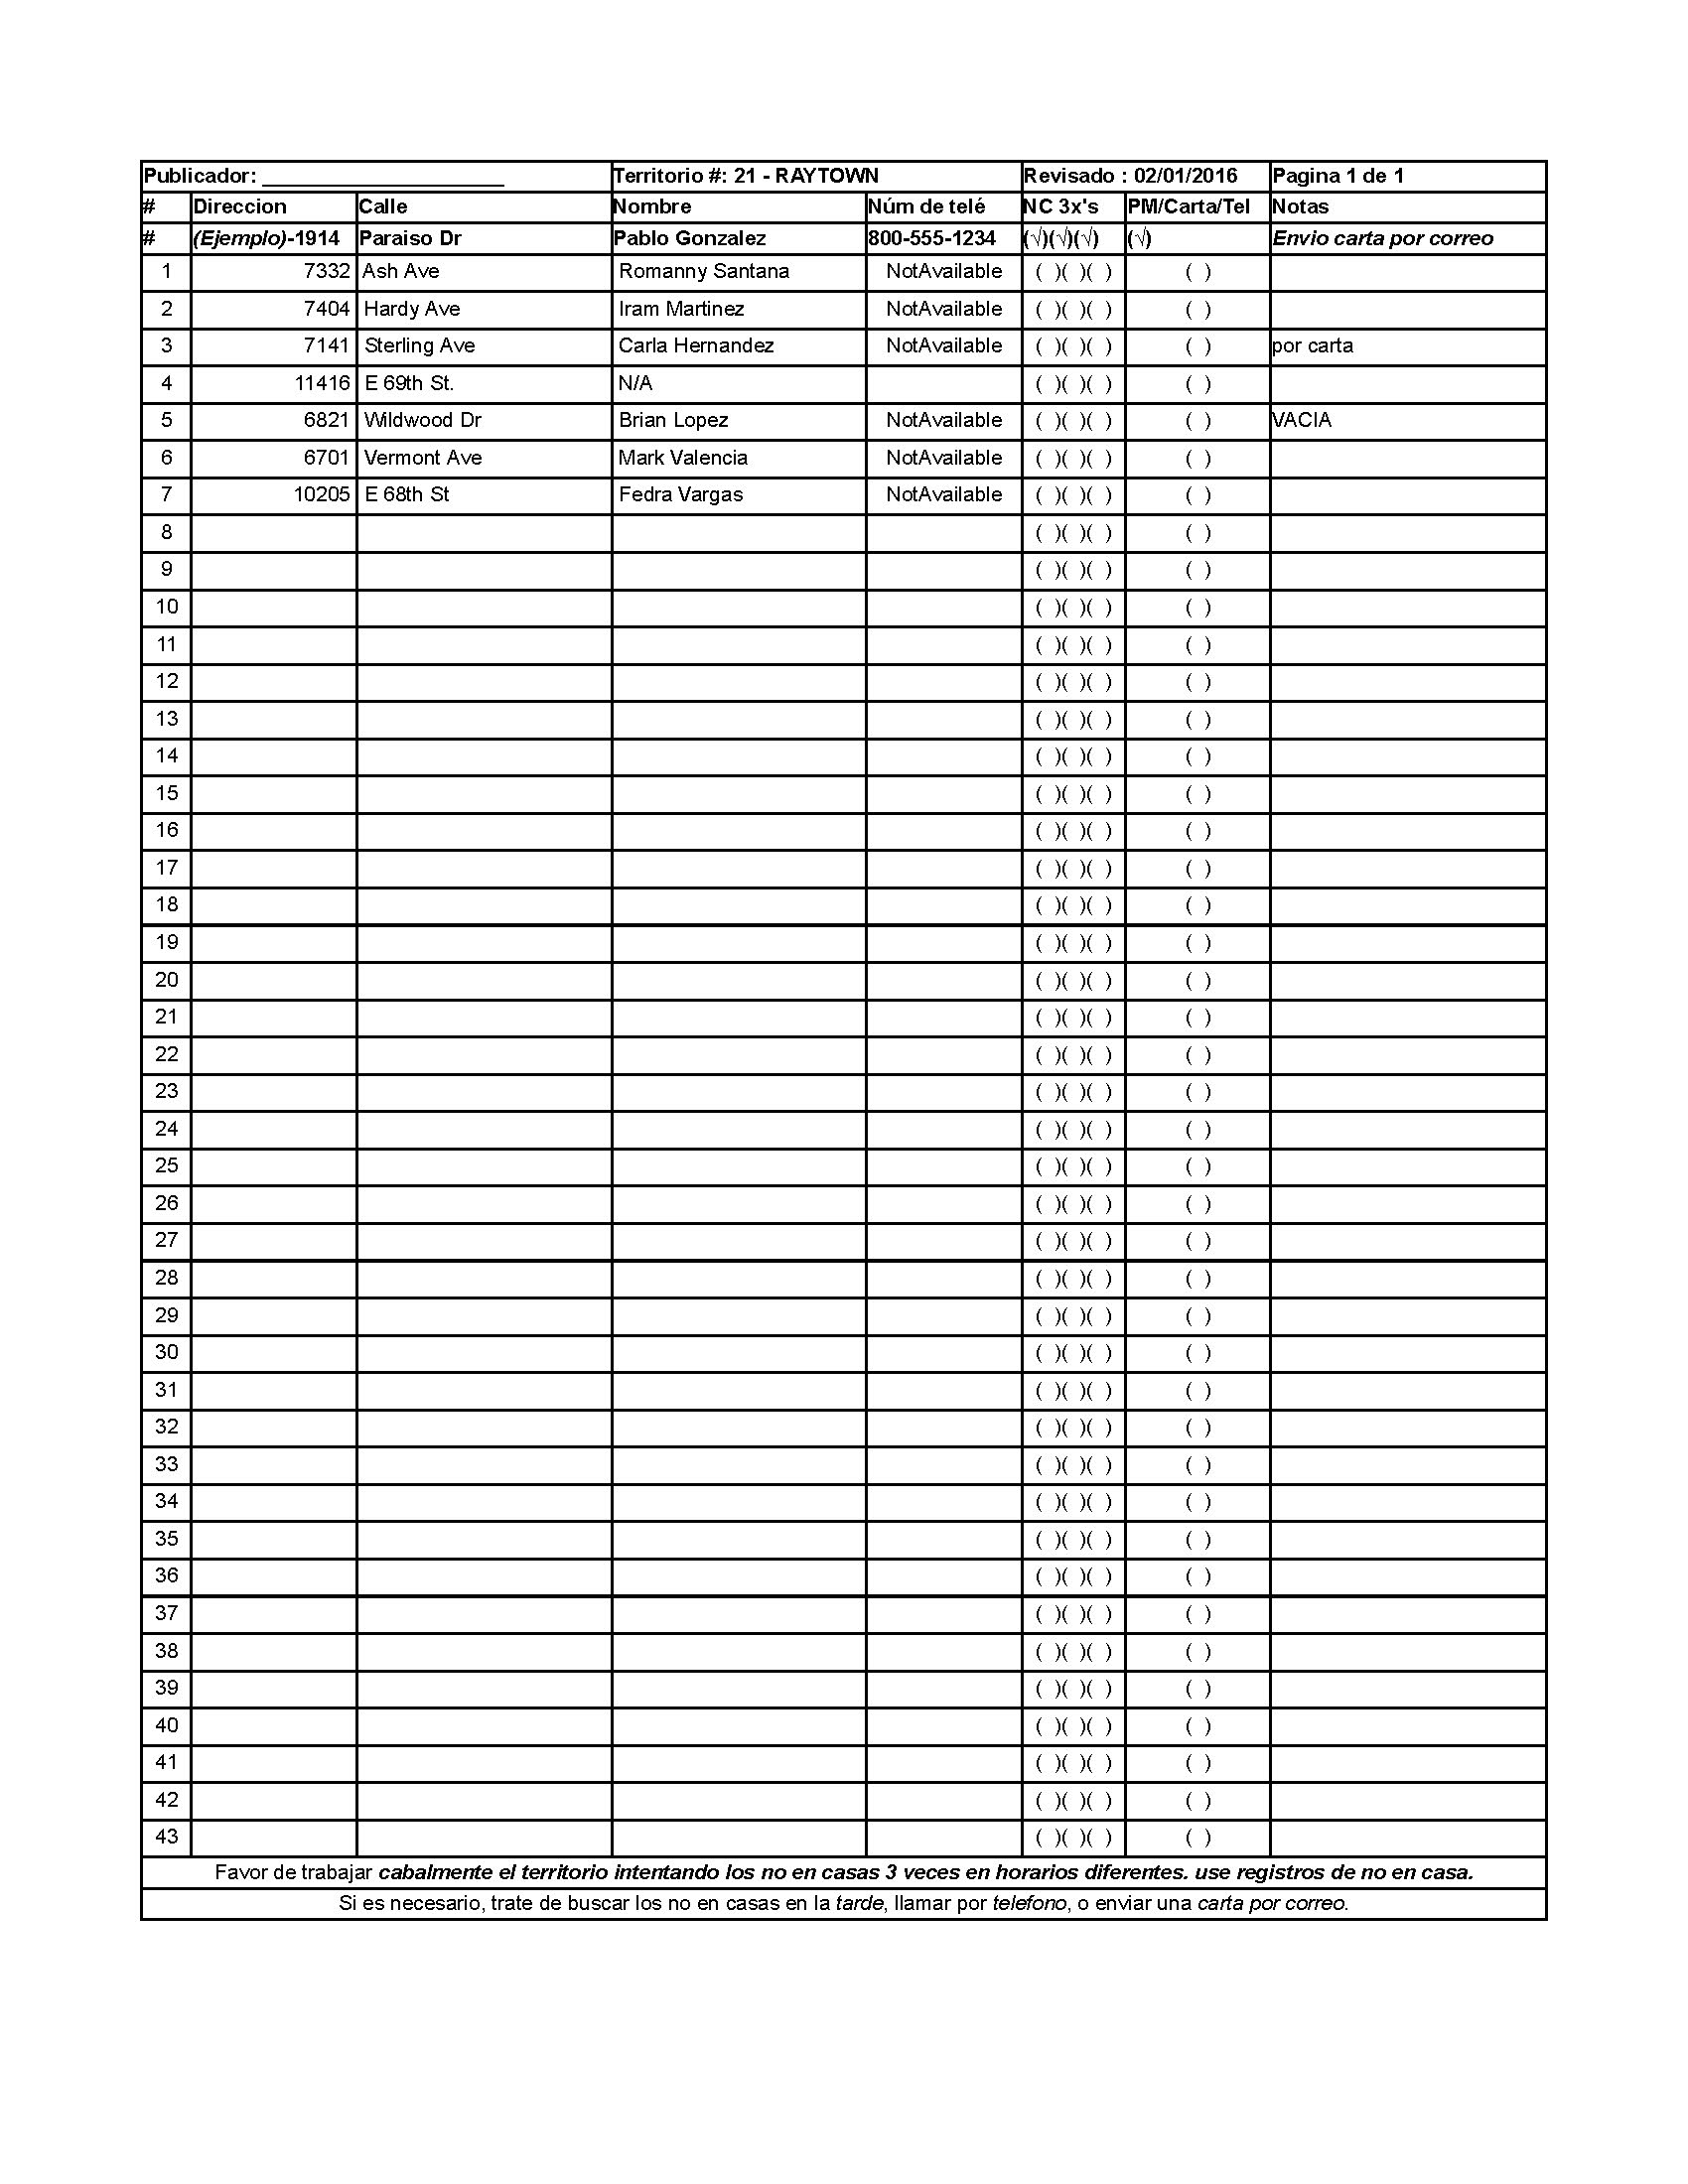 Publicador: ____________________ Territorio #: 21 - RAYTOWN Revisado : 02/01/2016 Pagina 1 de 1
# Direccion Calle Nombre Núm de telé NC 3x's PM/Carta/Tel Notas
# (Ejemplo)-1914 Paraiso Dr Pablo Gonzalez 800-555-1234 (√)(√)(√) (√) Envio carta por correo
1 7332 Ash Ave Romanny Santana NotAvailable ( )( )( ) ( )
2 7404 Hardy Ave Iram Martinez NotAvailable ( )( )( ) ( )
3 7141 Sterling Ave Carla Hernandez NotAvailable ( )( )( ) ( ) por carta
4 11416 E 69th St. N/A ( )( )( ) ( )
5 6821 Wildwood Dr Brian Lopez NotAvailable ( )( )( ) ( ) VACIA
6 6701 Vermont Ave Mark Valencia NotAvailable ( )( )( ) ( )
7 10205 E 68th St Fedra Vargas NotAvailable ( )( )( ) ( )
8 ( )( )( ) ( )
9 ( )( )( ) ( )
10 ( )( )( ) ( )
11 ( )( )( ) ( )
12 ( )( )( ) ( )
13 ( )( )( ) ( )
14 ( )( )( ) ( )
15 ( )( )( ) ( )
16 ( )( )( ) ( )
17 ( )( )( ) ( )
18 ( )( )( ) ( )
19 ( )( )( ) ( )
20 ( )( )( ) ( )
21 ( )( )( ) ( )
22 ( )( )( ) ( )
23 ( )( )( ) ( )
24 ( )( )( ) ( )
25 ( )( )( ) ( )
26 ( )( )( ) ( )
27 ( )( )( ) ( )
28 ( )( )( ) ( )
29 ( )( )( ) ( )
30 ( )( )( ) ( )
31 ( )( )( ) ( )
32 ( )( )( ) ( )
33 ( )( )( ) ( )
34 ( )( )( ) ( )
35 ( )( )( ) ( )
36 ( )( )( ) ( )
37 ( )( )( ) ( )
38 ( )( )( ) ( )
39 ( )( )( ) ( )
40 ( )( )( ) ( )
41 ( )( )( ) ( )
42 ( )( )( ) ( )
43 ( )( )( ) ( )
Favor de trabajar cabalmente el territorio intentando los no en casas 3 veces en horarios diferentes. use registros de no en casa.
Si es necesario, trate de buscar los no en casas en la tarde, llamar por telefono, o enviar una carta por correo.